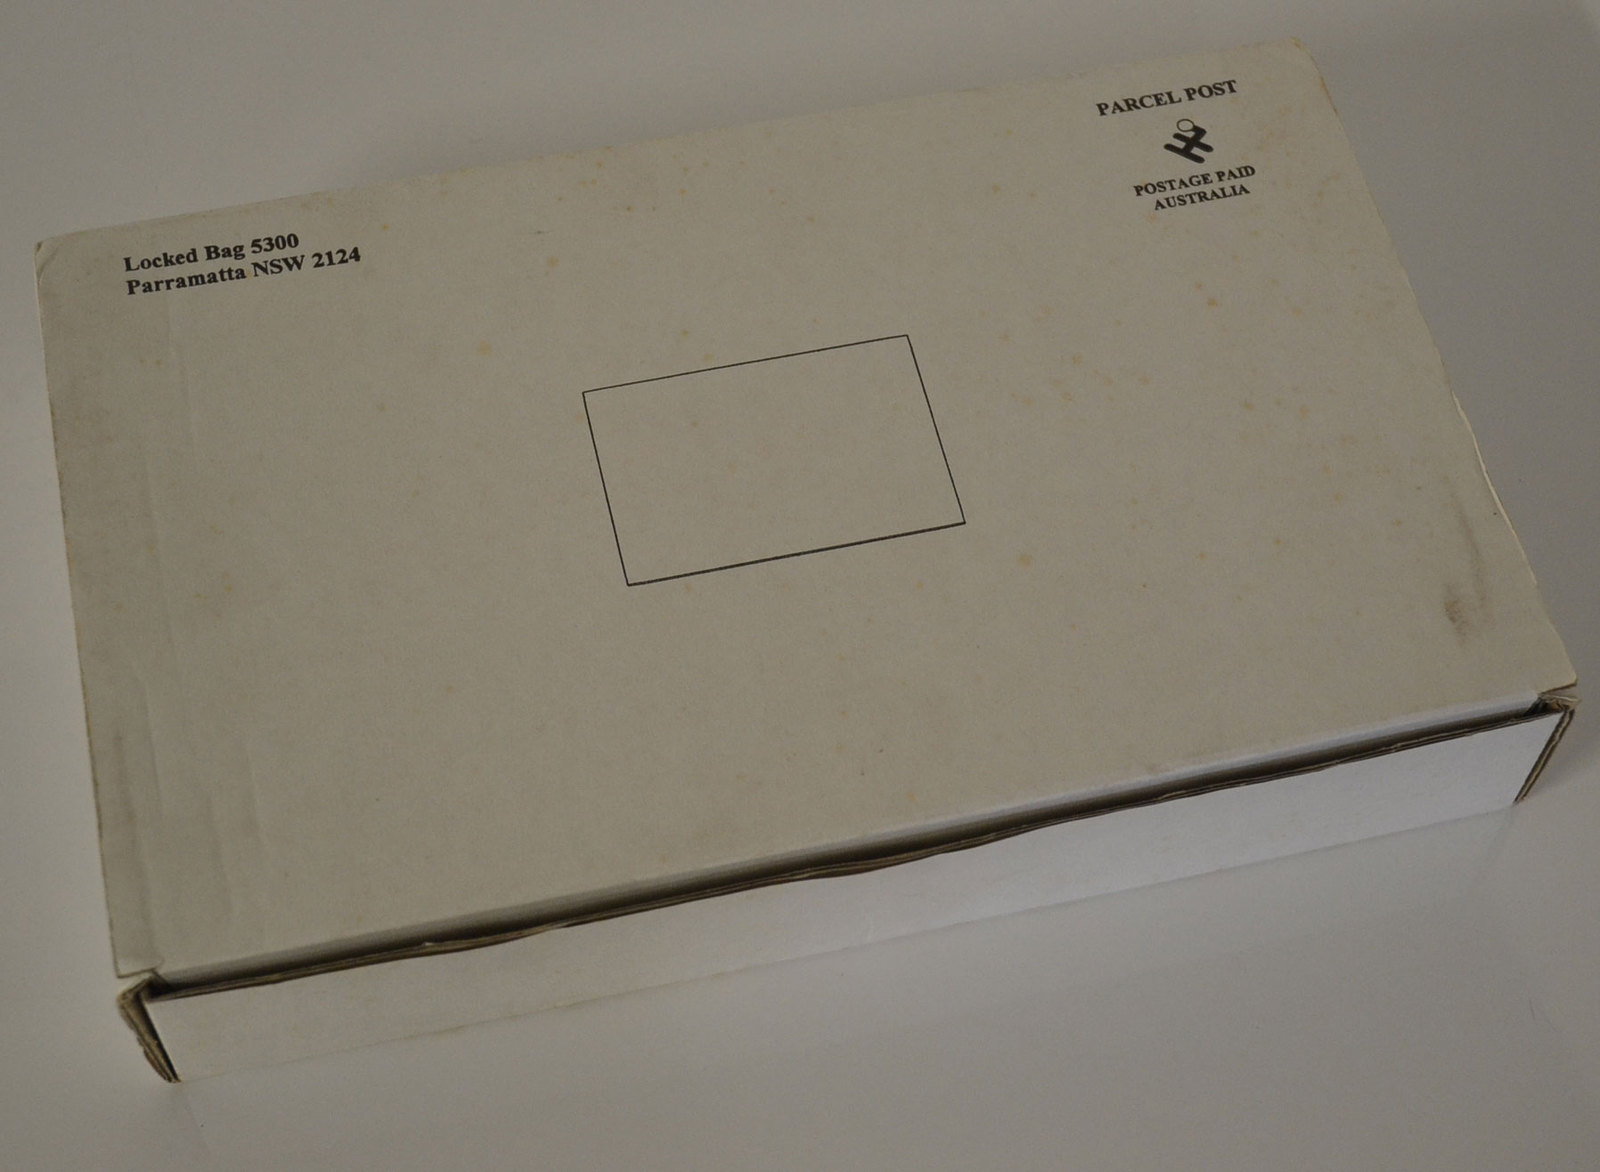 Locked Bag 5300
Parramatta NSW 2124
PARCEL POST
POSTAGE PAID
AUSTRALIA